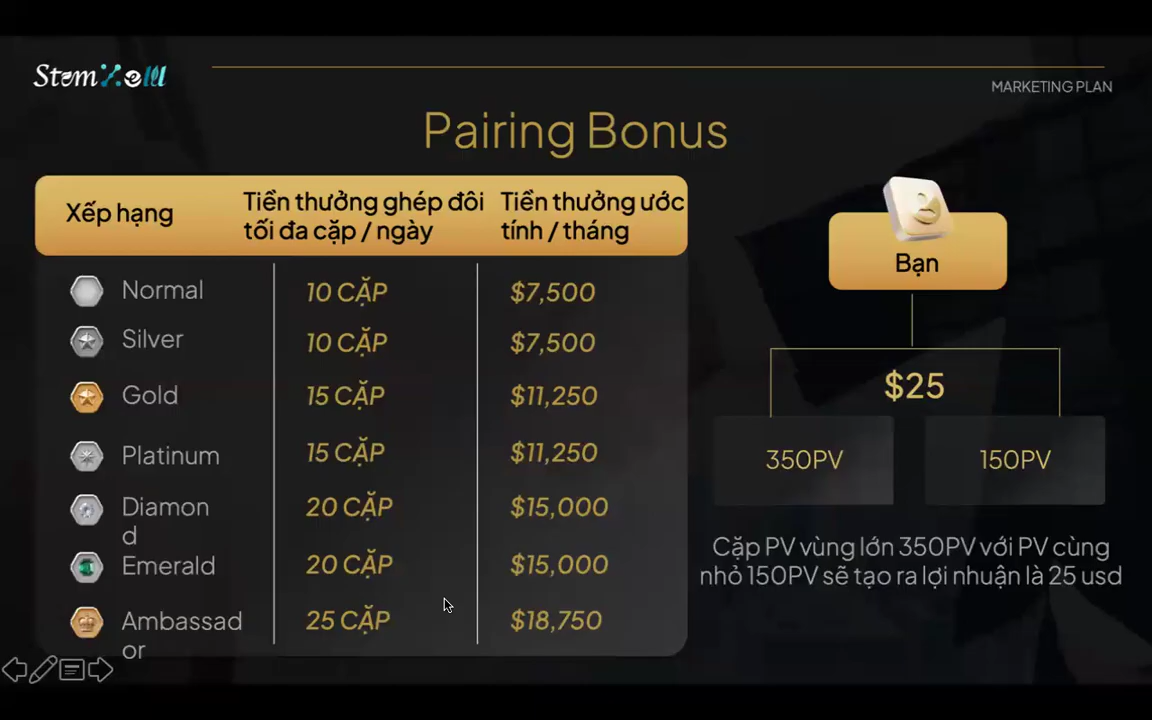 StemXell
MARKETING PLAN
Pairing Bonus
Xếp hạng
Tiền thưởng ghép đôi
tối đa cặp / ngày
Tiền thưởng ước
tính / tháng
Normal
10 CẶP
$7,500
Silver
10 CẶP
$7,500
Gold
15 CẶP
$11,250
Platinum
15 CẶP
$11,250
Diamon
d
20 CẶP
$15,000
Emerald
20 CẶP
$15,000
Ambassad
or
25 CẶP
$18,750
Bạn
$25
350PV
150PV
Cặp PV vùng lớn 350PV với PV cùng
nhỏ 150PV sẽ tạo ra lợi nhuận là 25 usd